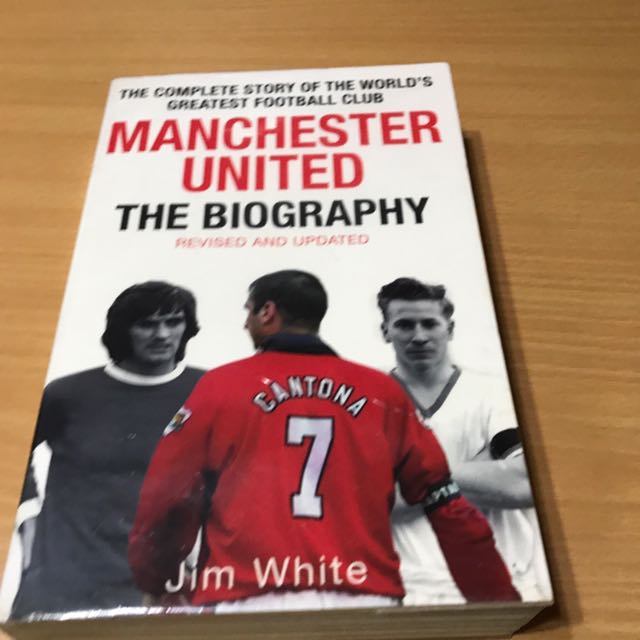 THE COMPLETE STORY OF THE WORLD'S
GREATEST FOOTBALL CLUB
MANCHESTER
UNITED
THE BIOGRAPHY
REVISED AND UPDATED
CANTONA
7
Jim White